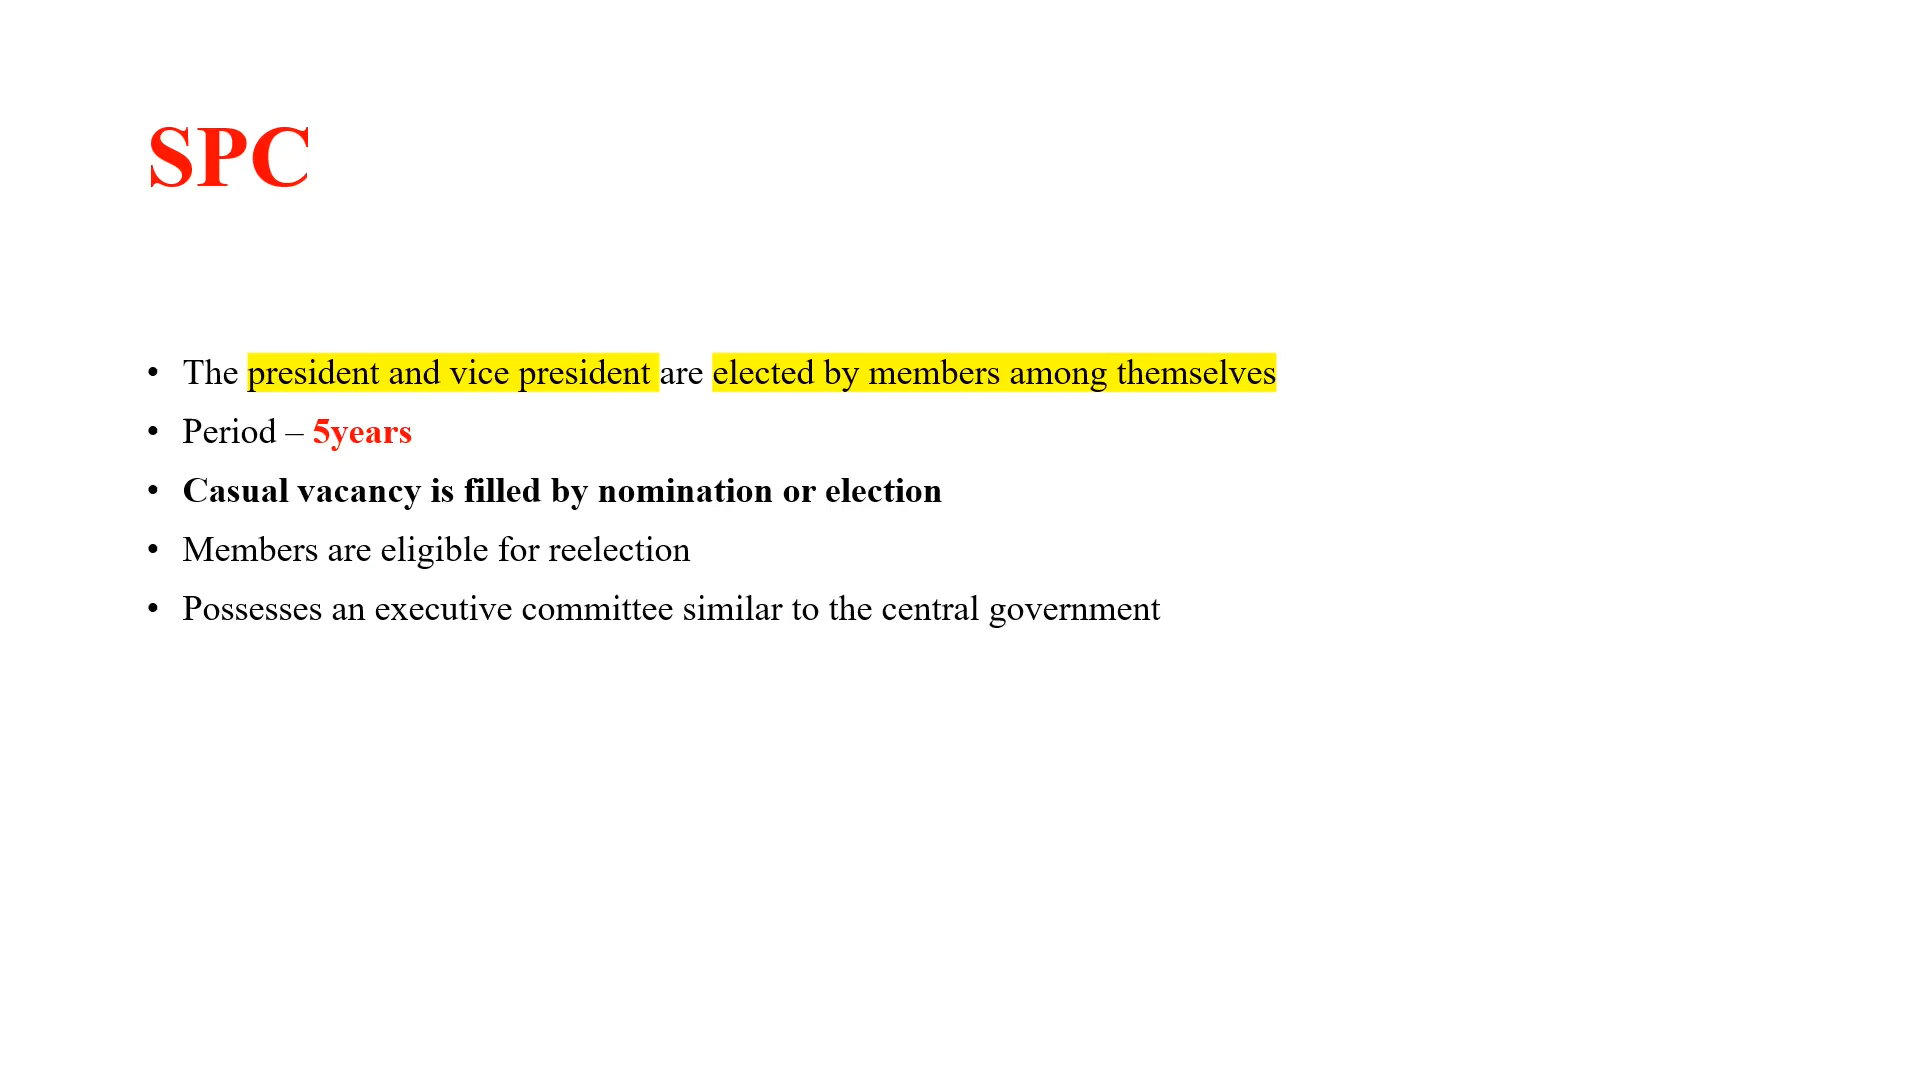 SPC
• The president and vice president are elected by members among themselves
• Period – 5years
• Casual vacancy is filled by nomination or election
• Members are eligible for reelection
• Possesses an executive committee similar to the central government